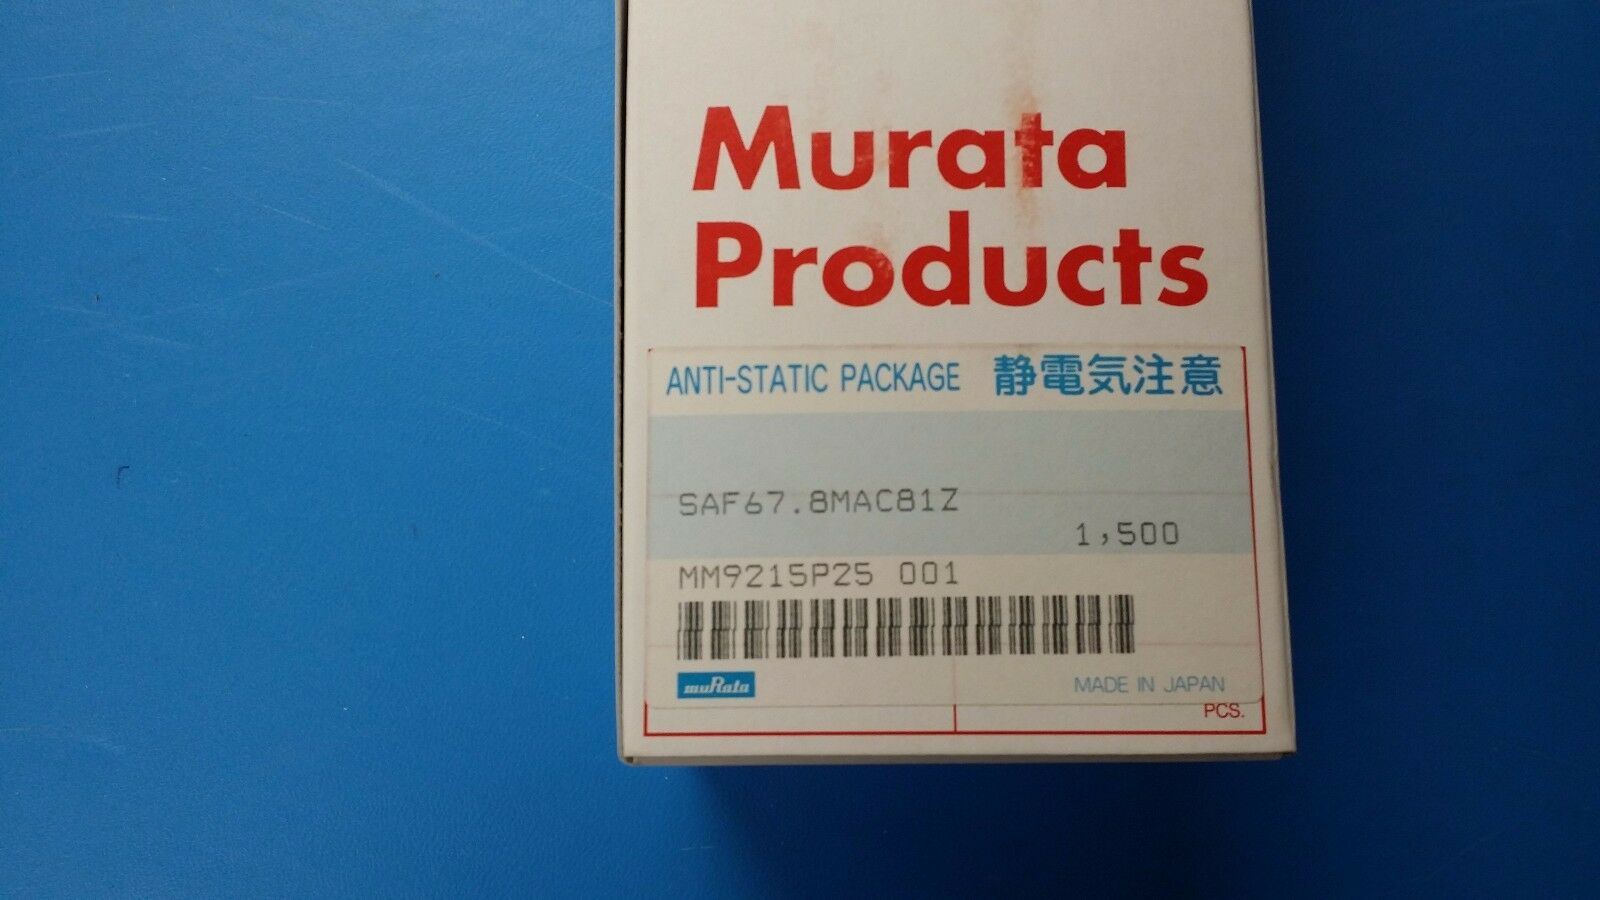 Murata
Products
ANTI-STATIC PACKAGE 静電気注意
SAF67.8MAC81Z
1,500
MM9215P25 001
muRata
MADE IN JAPAN
PCS.